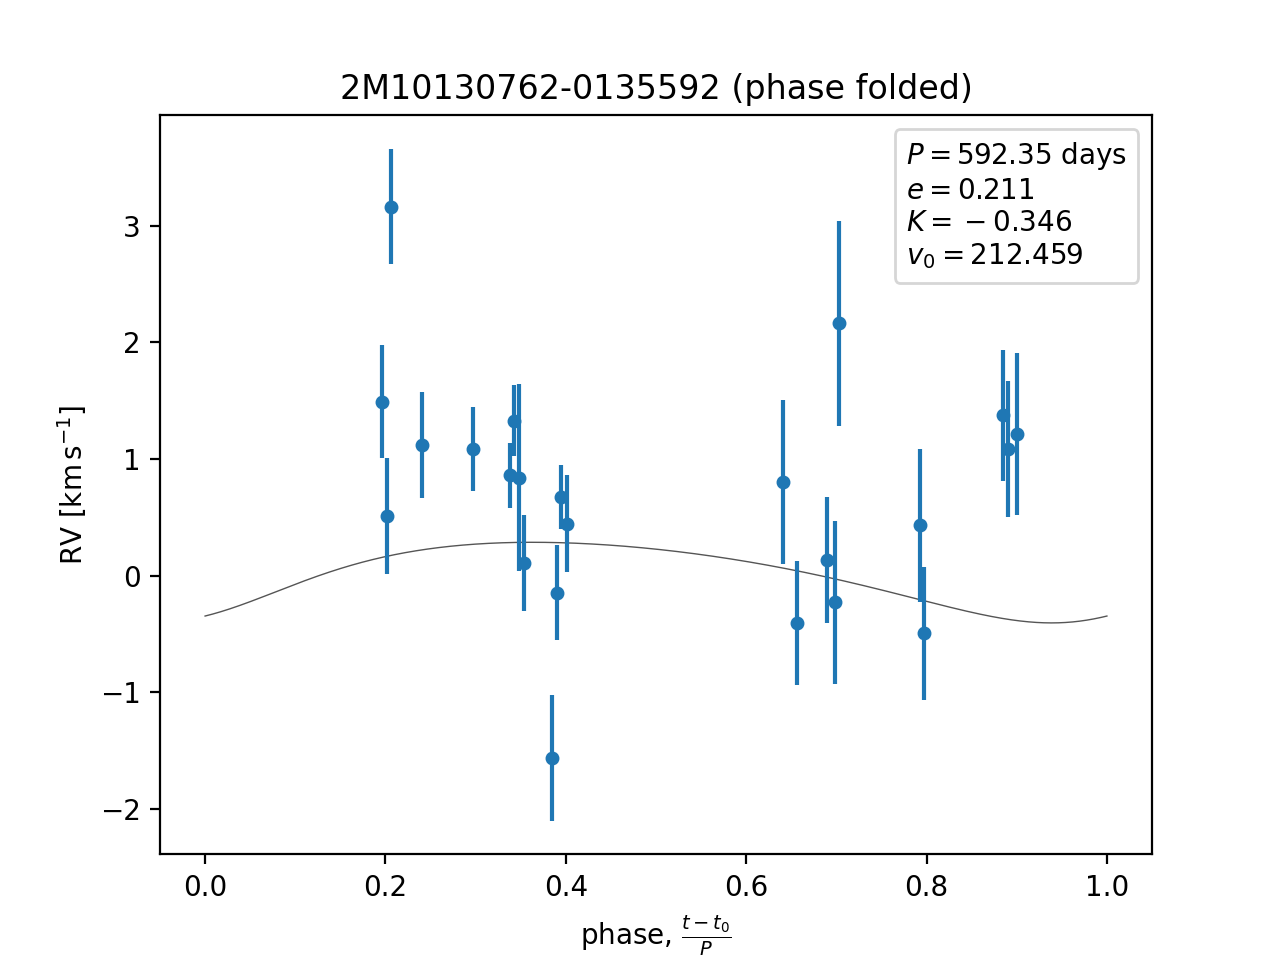 2M10130762-0135592 (phase folded)
P = 592.35 days
e = 0.211
K = −0.346
v₀ = 212.459
3
2
1
0
−1
−2
RV [km s⁻¹]
0.0 0.2 0.4 0.6 0.8 1.0
phase, (t − t₀)/P